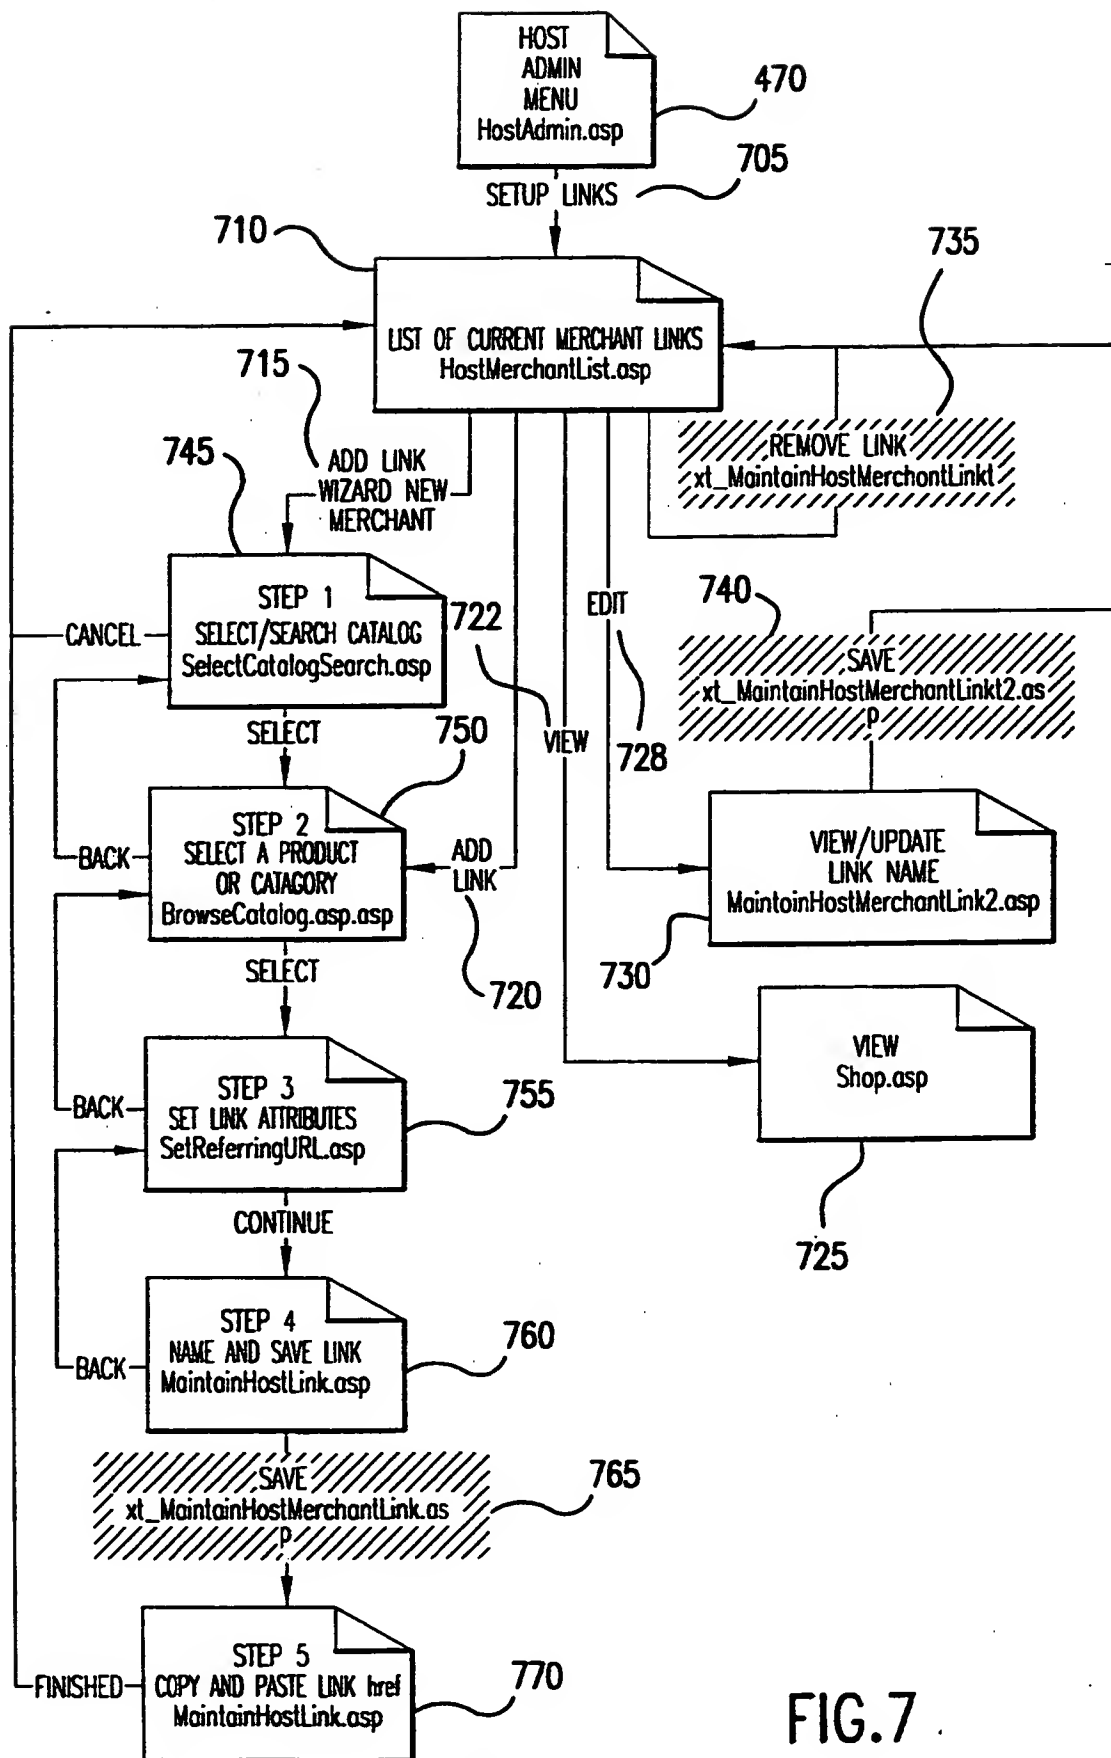 HOST
ADMIN
MENU
HostAdmin.asp
470
SETUP LINKS
705
710
LIST OF CURRENT MERCHANT LINKS
HostMerchantList.asp
735
REMOVE LINK
xt_MaintainHostMerchantLinkt
715
ADD LINK
WIZARD NEW
MERCHANT
745
STEP 1
SELECT/SEARCH CATALOG
SelectCatalogSearch.asp
CANCEL
722
VIEW
EDIT
728
740
SAVE
xt_MaintainHostMerchantLinkt2.as
p
SELECT
750
STEP 2
SELECT A PRODUCT
OR CATAGORY
BrowseCatalog.asp.asp
BACK
ADD
LINK
720
VIEW/UPDATE
LINK NAME
MaintainHostMerchantLink2.asp
730
SELECT
STEP 3
SET LINK ATTRIBUTES
SetReferringURL.asp
BACK
755
VIEW
Shop.asp
725
CONTINUE
STEP 4
NAME AND SAVE LINK
MaintainHostLink.asp
BACK
760
SAVE
xt_MaintainHostMerchantLink.as
p
765
STEP 5
COPY AND PASTE LINK href
MaintainHostLink.asp
FINISHED
770
FIG.7